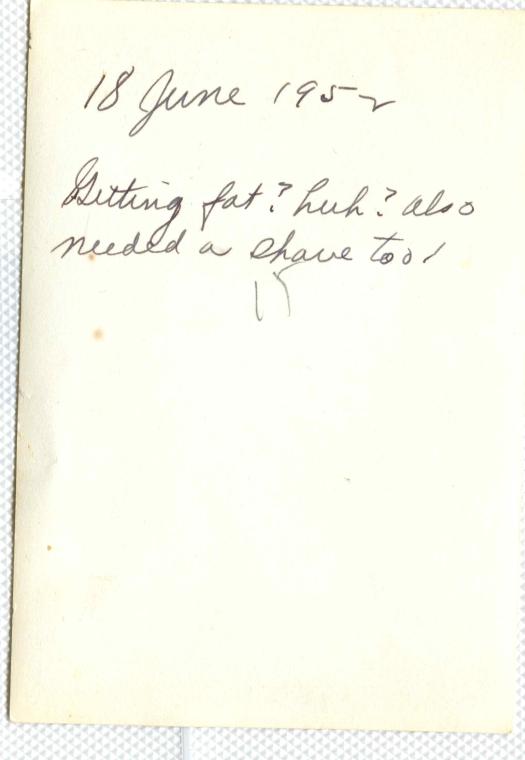 18 June 1952
Getting fat? huh? also
needed a shave too!
15